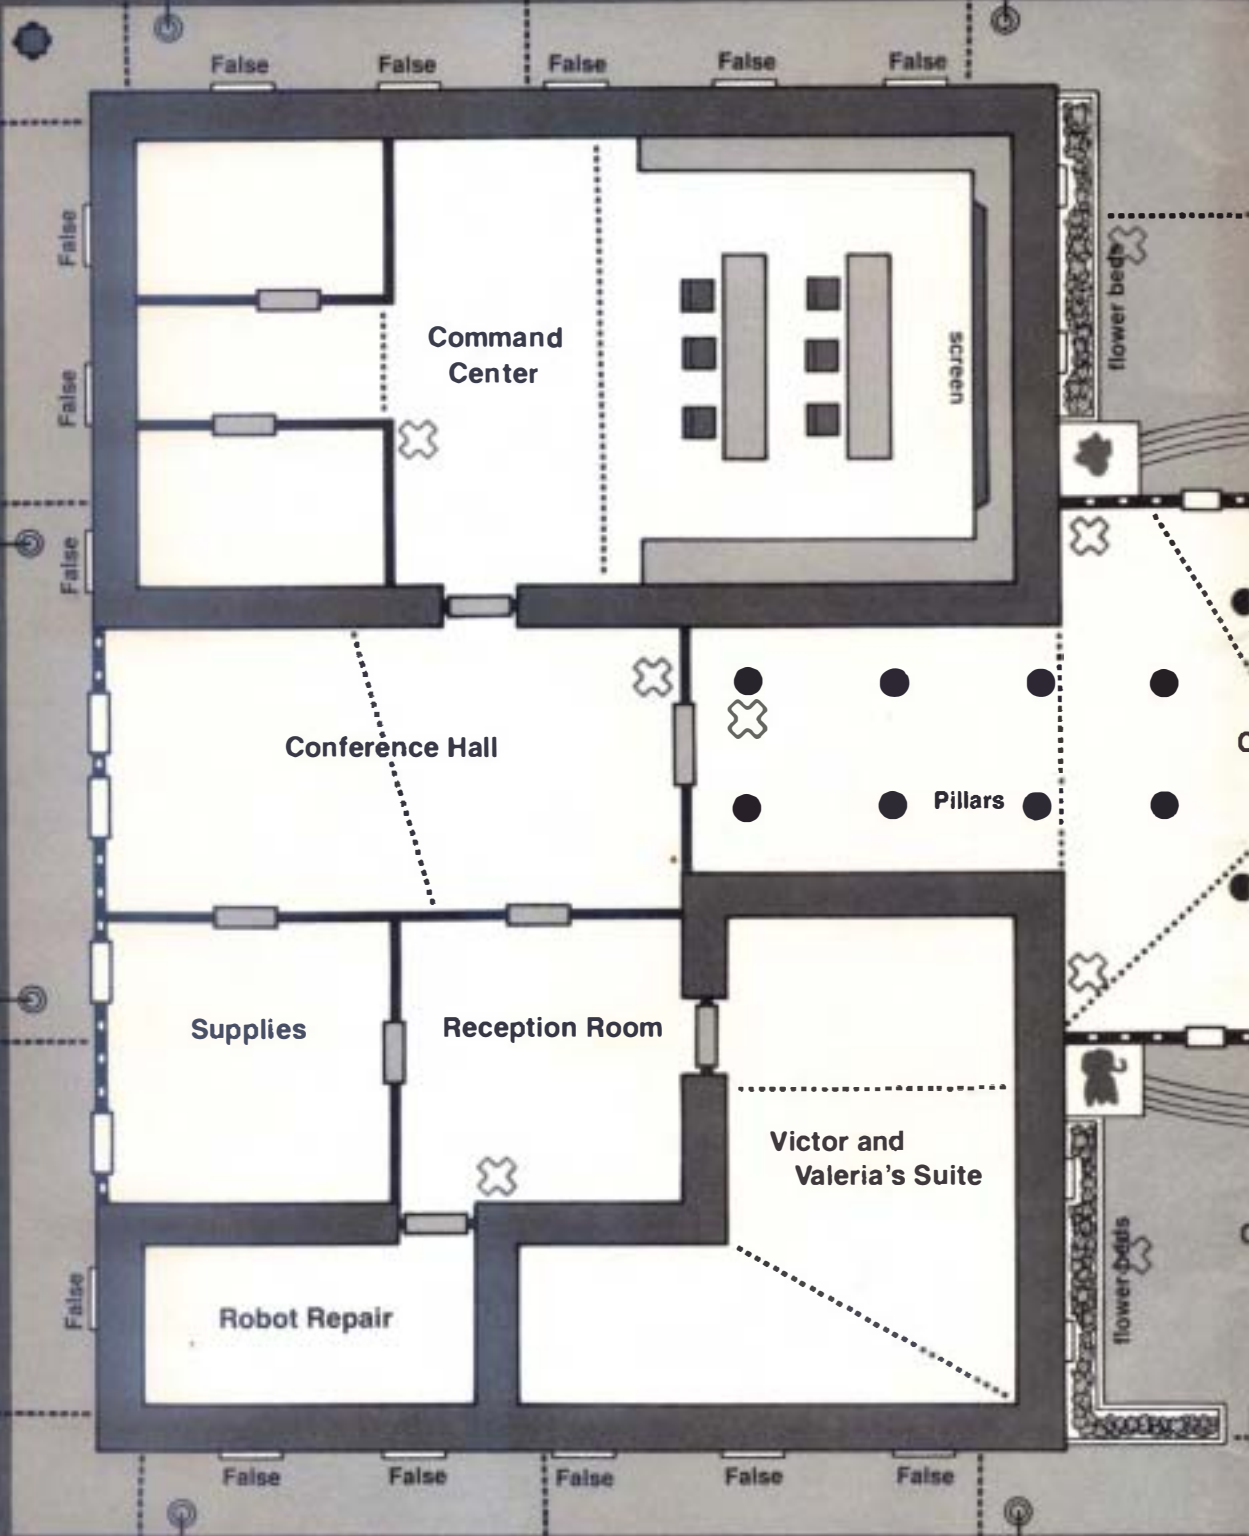 False
False
False
False
False
False
False
False
Command
Center
screen
flower beds
Conference Hall
Pillars
Supplies
Reception Room
Victor and
Valeria's Suite
Robot Repair
False
flower beds
False
False
False
False
False